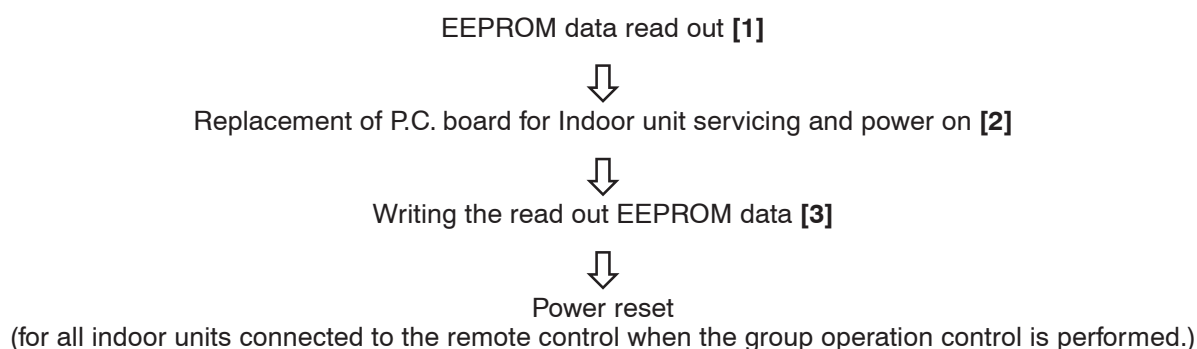 EEPROM data read out [1]
Replacement of P.C. board for Indoor unit servicing and power on [2]
Writing the read out EEPROM data [3]
Power reset
(for all indoor units connected to the remote control when the group operation control is performed.)